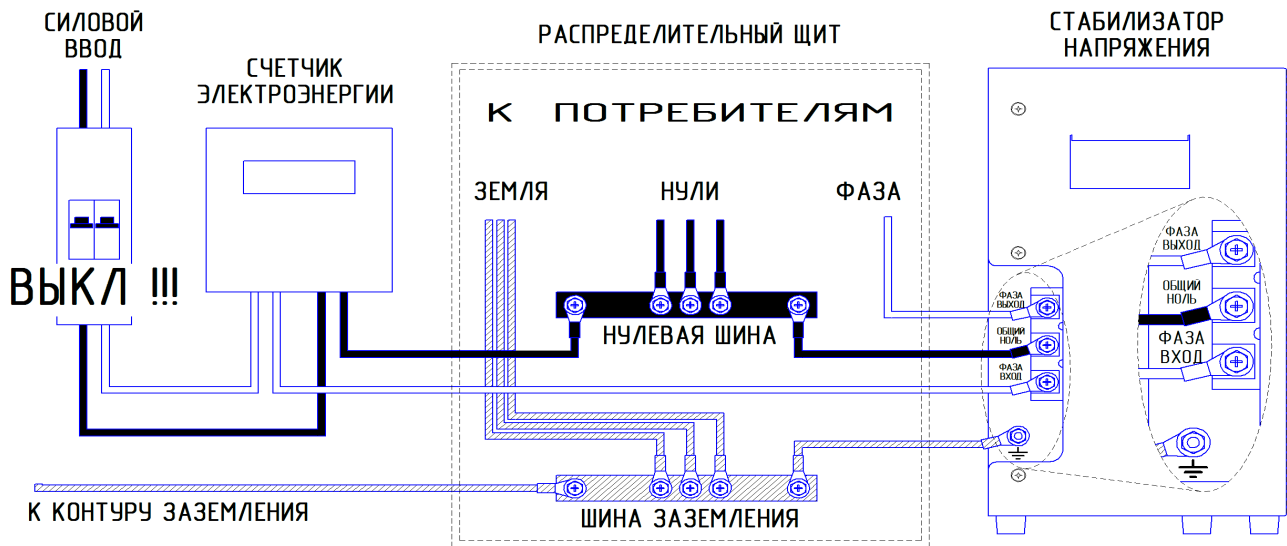 СИЛОВОЙ
ВВОД
СЧЕТЧИК
ЭЛЕКТРОЭНЕРГИИ
РАСПРЕДЕЛИТЕЛЬНЫЙ ЩИТ
СТАБИЛИЗАТОР
НАПРЯЖЕНИЯ
К ПОТРЕБИТЕЛЯМ
ЗЕМЛЯ
НУЛИ
ФАЗА
ВЫКЛ !!!
НУЛЕВАЯ ШИНА
ФАЗА
ВЫХОД
ОБЩИЙ
НОЛЬ
ФАЗА
ВХОД
ФАЗА
ВЫХОД
ОБЩИЙ
НОЛЬ
ФАЗА
ВХОД
К КОНТУРУ ЗАЗЕМЛЕНИЯ
ШИНА ЗАЗЕМЛЕНИЯ